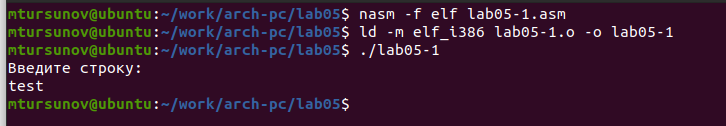 mtursunov@ubuntu:~/work/arch-pc/lab05$ nasm -f elf lab05-1.asm
mtursunov@ubuntu:~/work/arch-pc/lab05$ ld -m elf_i386 lab05-1.o -o lab05-1
mtursunov@ubuntu:~/work/arch-pc/lab05$ ./lab05-1
Введите строку:
test
mtursunov@ubuntu:~/work/arch-pc/lab05$